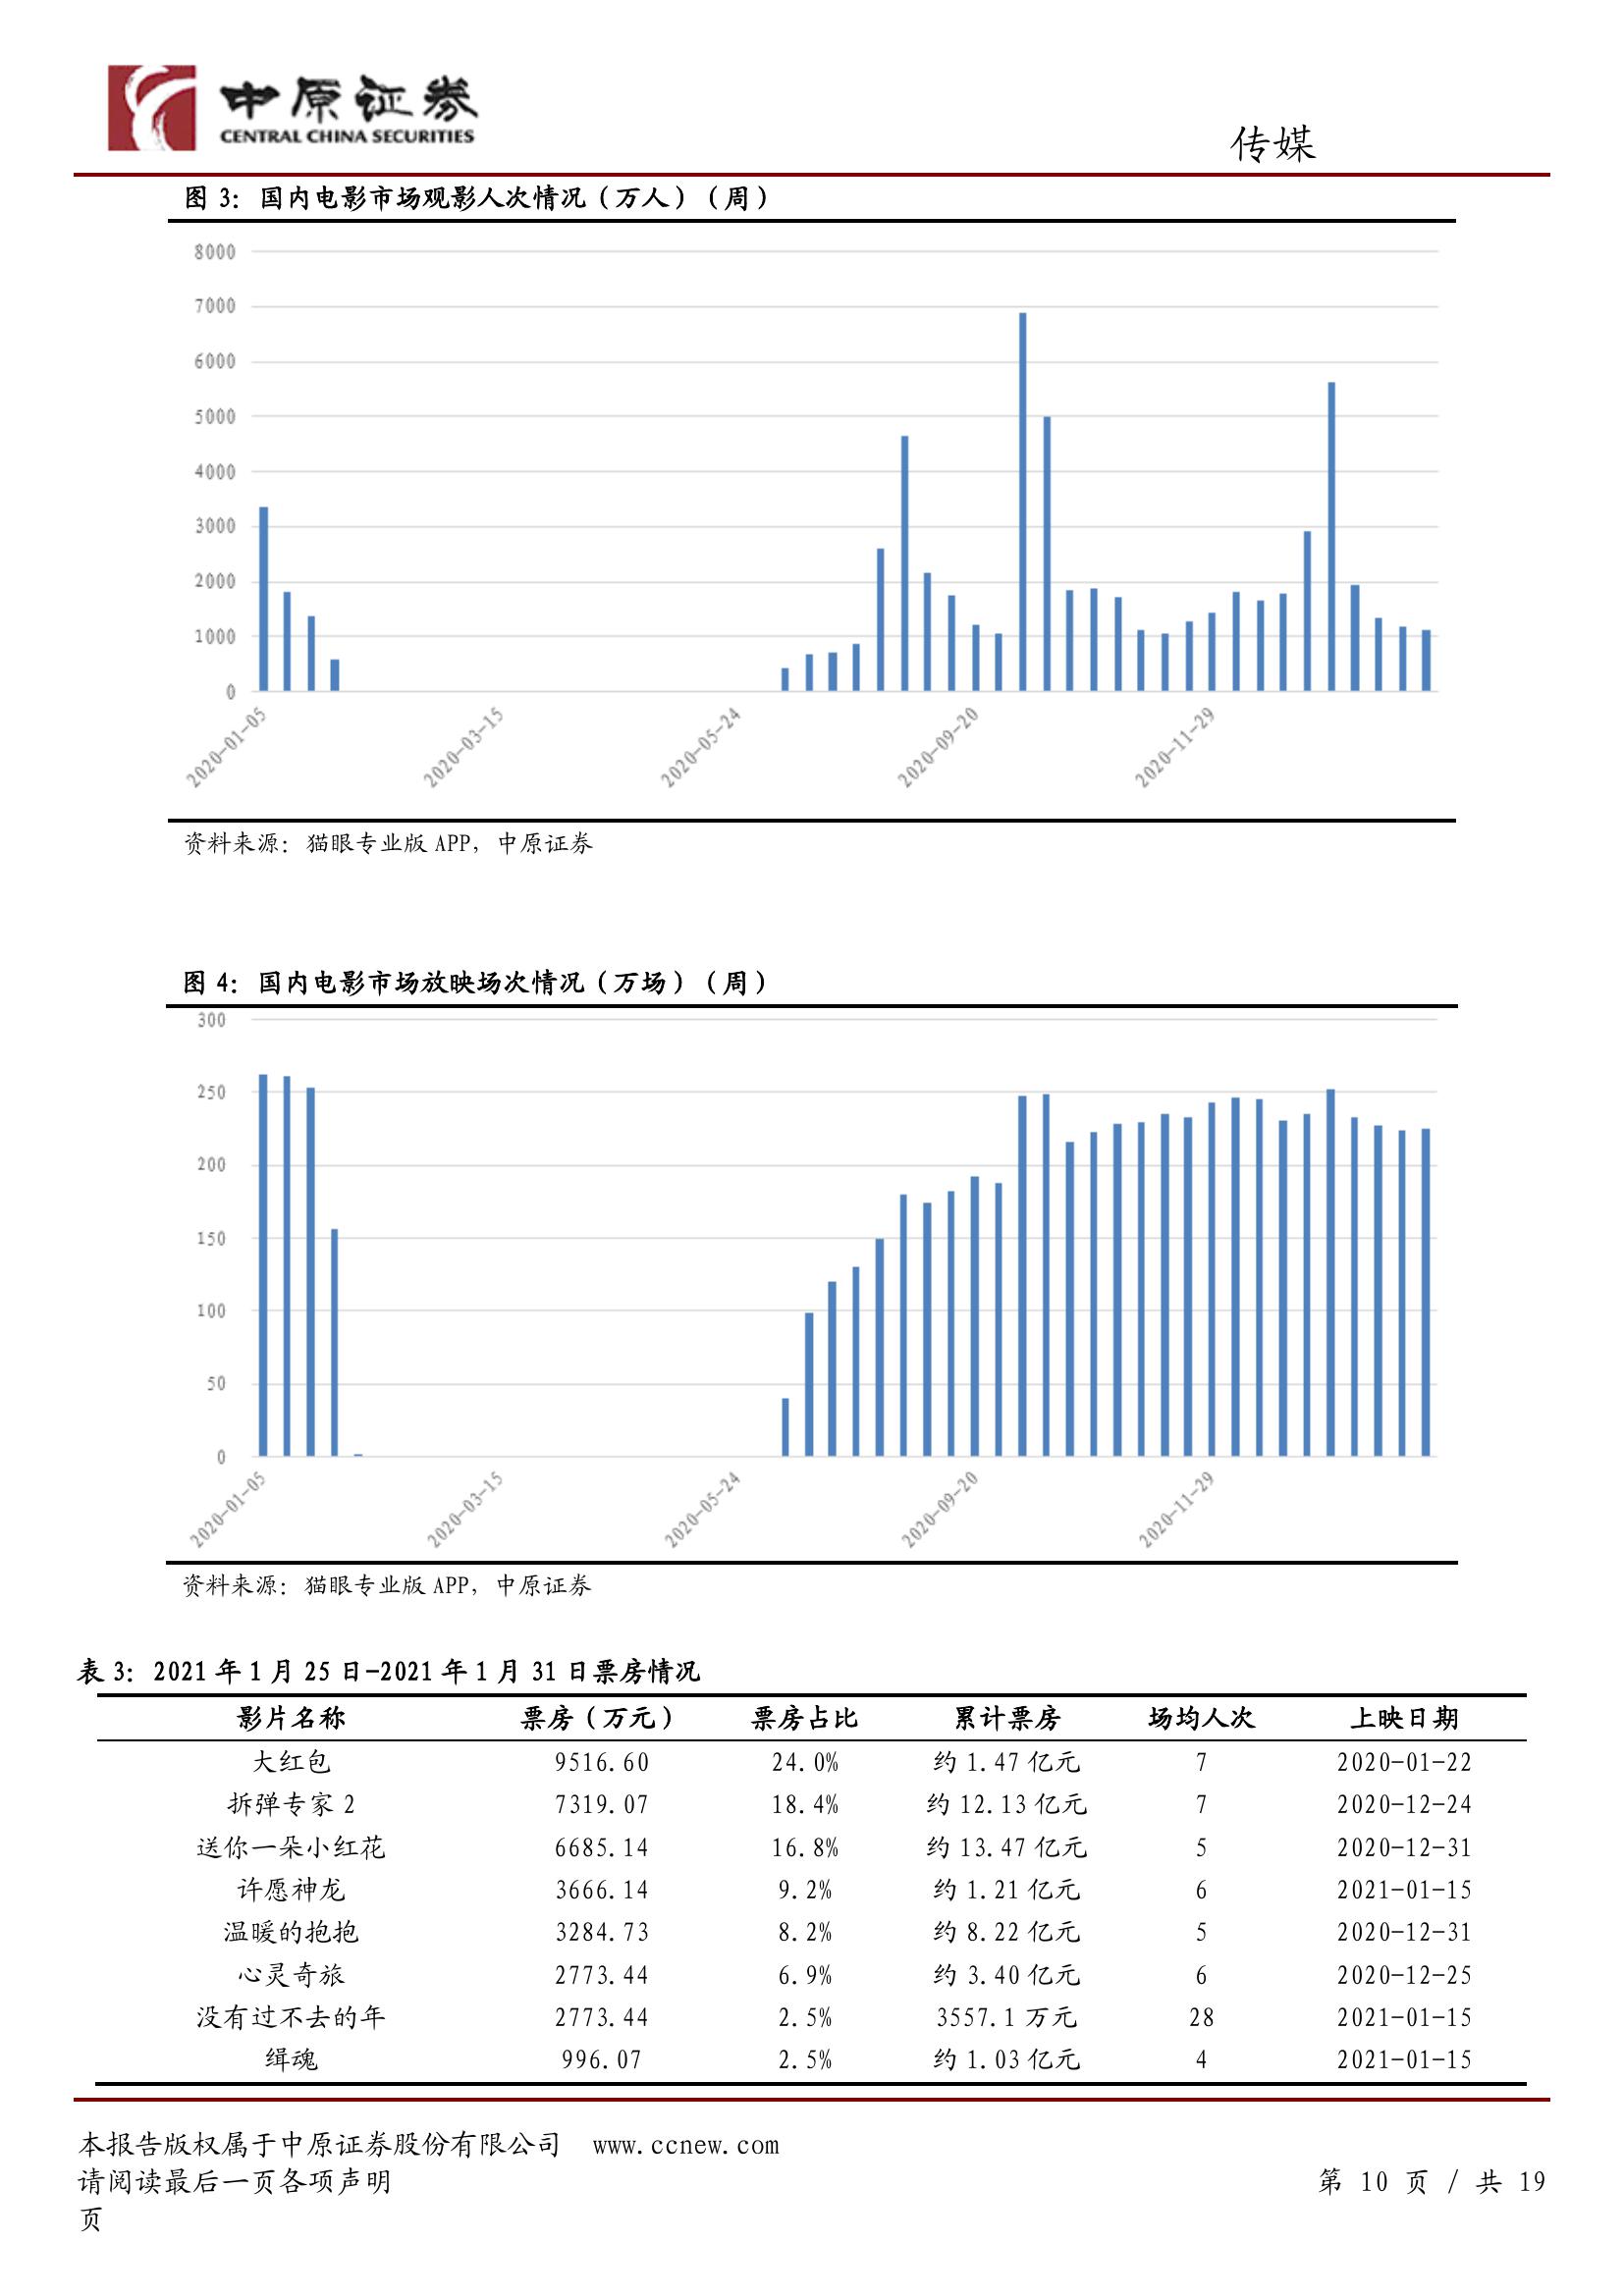 中原证券
CENTRAL CHINA SECURITIES
传媒
图 3：国内电影市场观影人次情况（万人）（周）
8000
7000
6000
5000
4000
3000
2000
1000
0
2020-01-05 2020-03-15 2020-05-24 2020-09-20 2020-11-29
资料来源：猫眼专业版 APP，中原证券
图 4：国内电影市场放映场次情况（万场）（周）
300
250
200
150
100
50
0
2020-01-05 2020-03-15 2020-05-24 2020-09-20 2020-11-29
资料来源：猫眼专业版 APP，中原证券
表 3：2021 年 1 月 25 日-2021 年 1 月 31 日票房情况
影片名称 票房（万元） 票房占比 累计票房 场均人次 上映日期
大红包 9516.60 24.0% 约 1.47 亿元 7 2020-01-22
拆弹专家 2 7319.07 18.4% 约 12.13 亿元 7 2020-12-24
送你一朵小红花 6685.14 16.8% 约 13.47 亿元 5 2020-12-31
许愿神龙 3666.14 9.2% 约 1.21 亿元 6 2021-01-15
温暖的抱抱 3284.73 8.2% 约 8.22 亿元 5 2020-12-31
心灵奇旅 2773.44 6.9% 约 3.40 亿元 6 2020-12-25
没有过不去的年 2773.44 2.5% 3557.1 万元 28 2021-01-15
缉魂 996.07 2.5% 约 1.03 亿元 4 2021-01-15
本报告版权属于中原证券股份有限公司 www.ccnew.com
请阅读最后一页各项声明 第 10 页 / 共 19
页